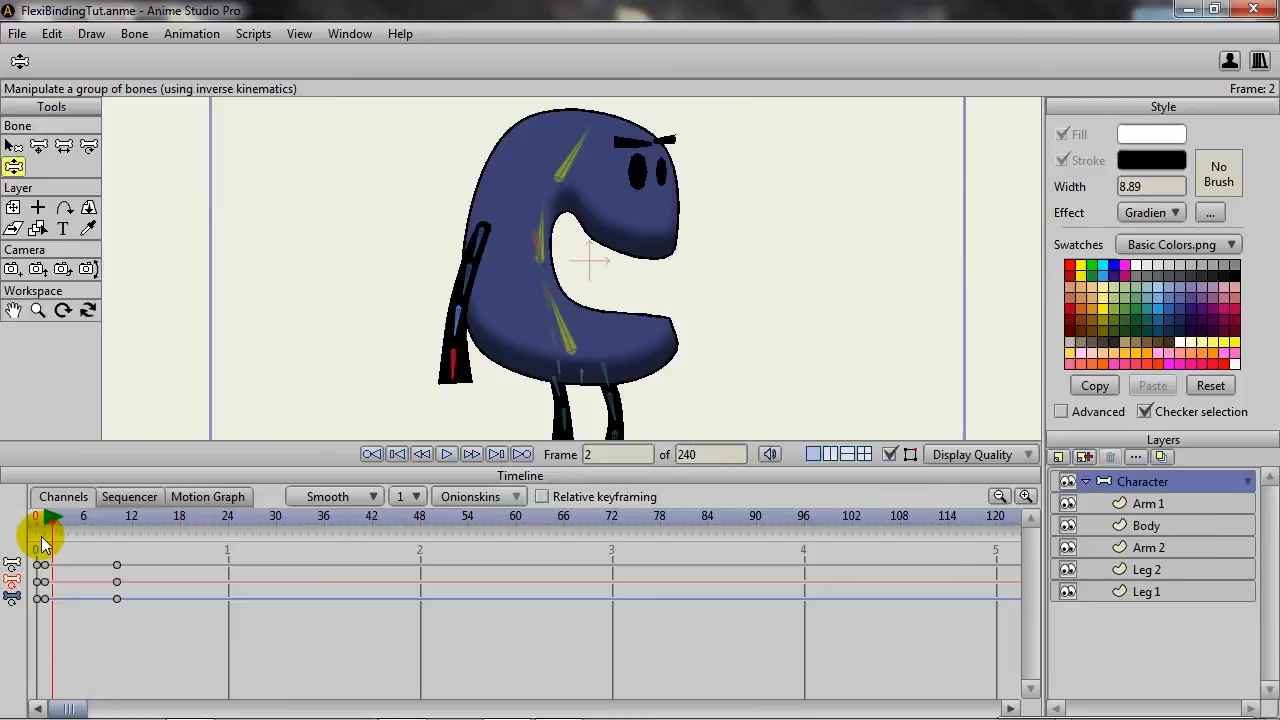 FlexiBindingTut.anme - Anime Studio Pro
File Edit Draw Bone Animation Scripts View Window Help
Manipulate a group of bones (using inverse kinematics) Frame: 2
Tools
Bone
Layer
Camera
Workspace
Style
Fill
Stroke
No Brush
Width 8.89
Effect Gradien ...
Swatches Basic Colors.png
Copy Paste Reset
Advanced Checker selection
Frame 2 of 240 Display Quality
Timeline
Channels Sequencer Motion Graph Smooth 1 Onionskins Relative keyframing
0 6 12 18 24 30 36 42 48 54 60 66 72 78 84 90 96 102 108 114 120
0 1 2 3 4 5
Layers
Character
Arm 1
Body
Arm 2
Leg 2
Leg 1